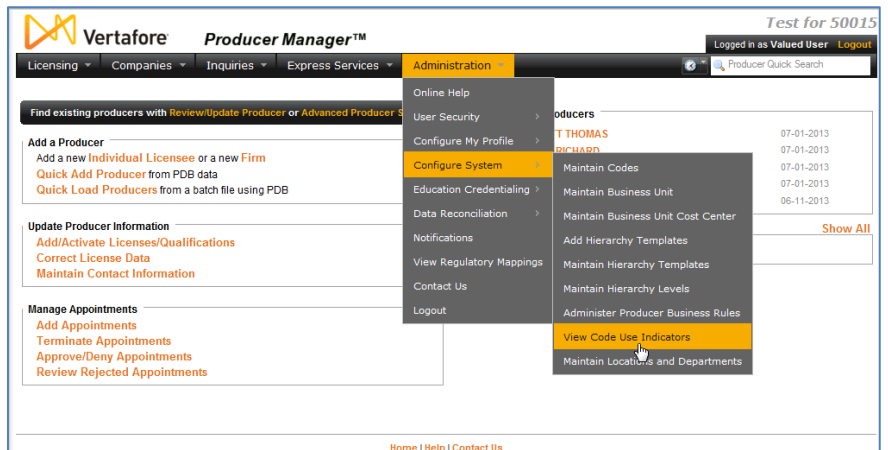 Test for 50015
Vertafore Producer Manager™
Logged in as Valued User Logout
Licensing Companies Inquiries Express Services Administration Producer Quick Search
Find existing producers with Review/Update Producer or Advanced Producer S
Add a Producer
Add a new Individual Licensee or a new Firm
Quick Add Producer from PDB data
Quick Load Producers from a batch file using PDB
Update Producer Information
Add/Activate Licenses/Qualifications
Correct License Data
Maintain Contact Information
Manage Appointments
Add Appointments
Terminate Appointments
Approve/Deny Appointments
Review Rejected Appointments
Online Help
User Security
Configure My Profile
Configure System
Education Credentialing
Data Reconciliation
Notifications
View Regulatory Mappings
Contact Us
Logout
Maintain Codes
Maintain Business Unit
Maintain Business Unit Cost Center
Add Hierarchy Templates
Maintain Hierarchy Templates
Maintain Hierarchy Levels
Administer Producer Business Rules
View Code Use Indicators
Maintain Locations and Departments
oducers
TT THOMAS 07-01-2013
RICHARD 07-01-2013
07-01-2013
07-01-2013
06-11-2013
Show All
Home | Help | Contact Us